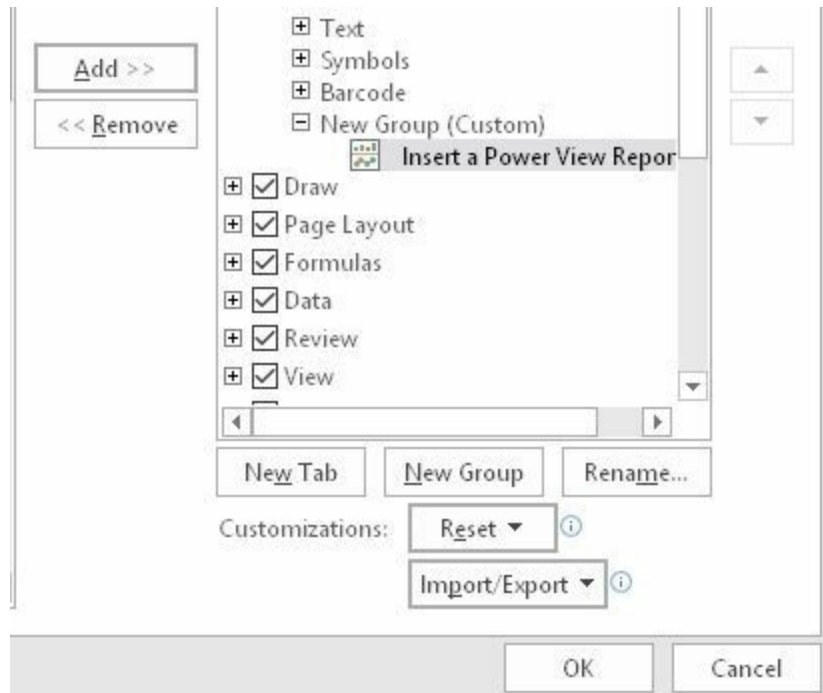 Text
Symbols
Barcode
New Group (Custom)
Insert a Power View Repor
Draw
Page Layout
Formulas
Data
Review
View
Add >>
<< Remove
New Tab
New Group
Rename...
Customizations:
Reset
Import/Export
OK
Cancel